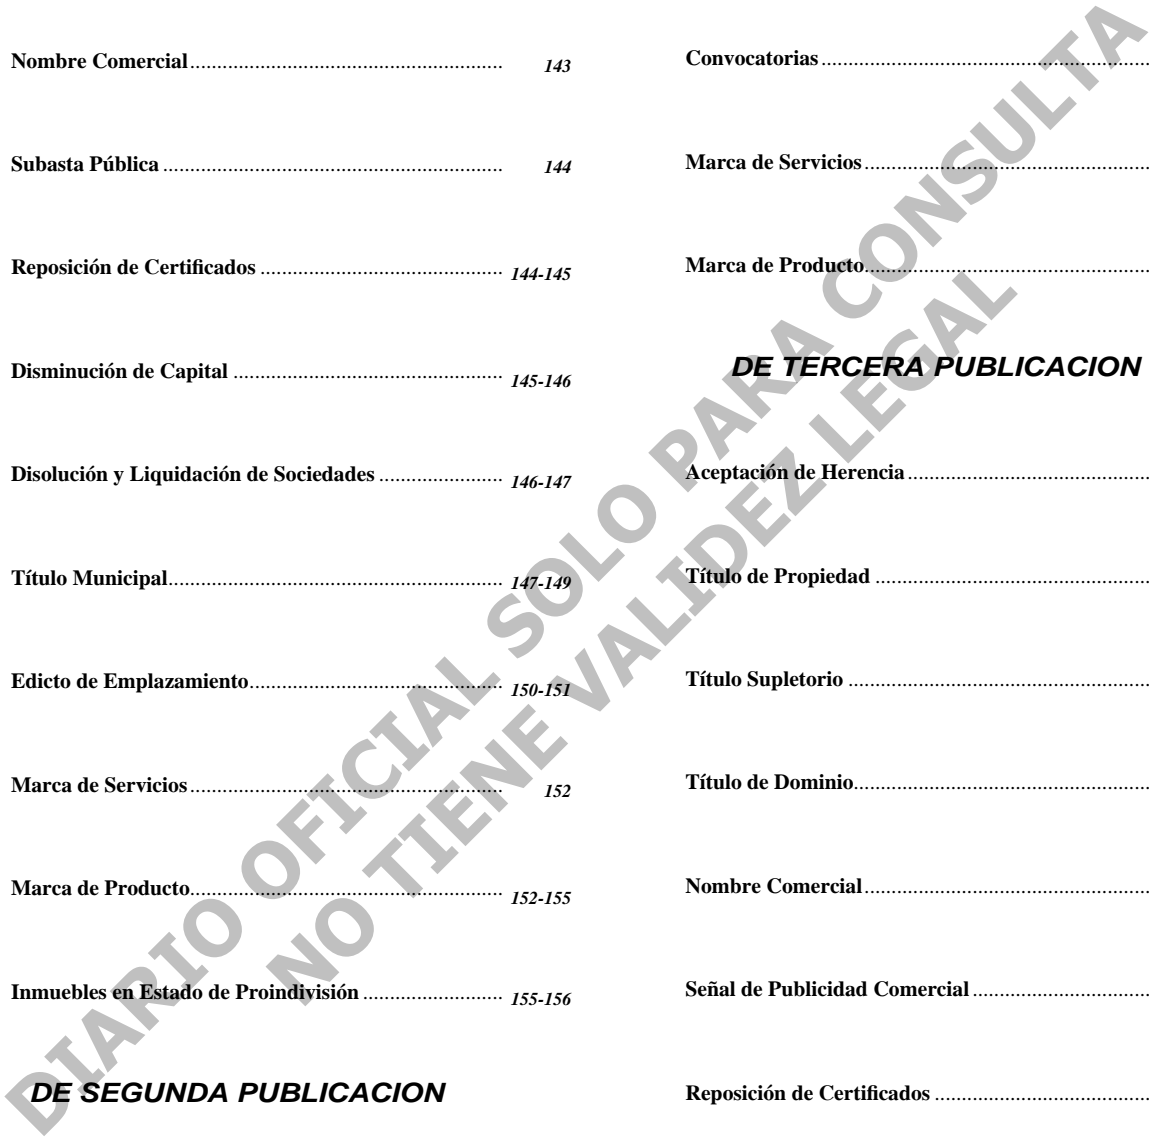 Nombre Comercial........................................................... 143
Subasta Pública ................................................................ 144
Reposición de Certificados .............................................. 144-145
Disminución de Capital ................................................... 145-146
Disolución y Liquidación de Sociedades ....................... 146-147
Título Municipal............................................................... 147-149
Edicto de Emplazamiento................................................ 150-151
Marca de Servicios........................................................... 152
Marca de Producto........................................................... 152-155
Inmuebles en Estado de Proindivisión .......................... 155-156
DE SEGUNDA PUBLICACION
Convocatorias..............................................................
Marca de Servicios......................................................
Marca de Producto......................................................
DE TERCERA PUBLICACION
Aceptación de Herencia..............................................
Título de Propiedad ....................................................
Título Supletorio .........................................................
Título de Dominio........................................................
Nombre Comercial......................................................
Señal de Publicidad Comercial..................................
Reposición de Certificados .........................................
DIARIO OFICIAL SOLO PARA CONSULTA
NO TIENE VALIDEZ LEGAL